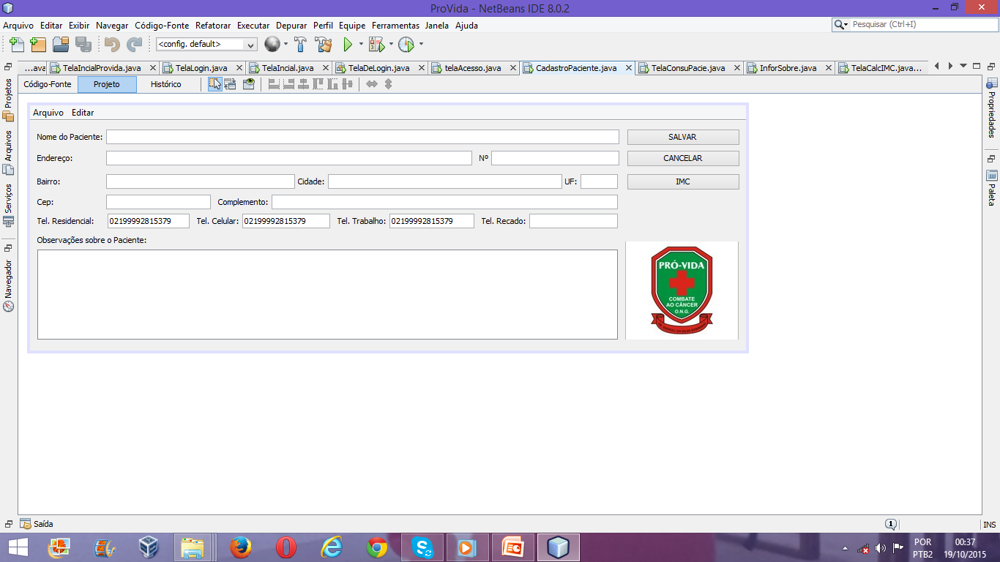 ProVida - NetBeans IDE 8.0.2
Arquivo Editar Exibir Navegar Código-Fonte Refatorar Executar Depurar Perfil Equipe Ferramentas Janela Ajuda
Pesquisar (Ctrl+I)
<config. default>
...ava TelaIncialProvida.java TelaLogin.java TelaIncial.java TelaDeLogin.java telaAcesso.java CadastroPaciente.java TelaConsuPacie.java InforSobre.java TelaCalcIMC.java...
Código-Fonte Projeto Histórico
Projetos
Arquivos
Serviços
Navegador
Propriedades
Paleta
Arquivo Editar
Nome do Paciente: SALVAR
Endereço: Nº CANCELAR
Bairro: Cidade: UF: IMC
Cep: Complemento:
Tel. Residencial: 02199992815379 Tel. Celular: 02199992815379 Tel. Trabalho: 02199992815379 Tel. Recado:
Observações sobre o Paciente:
PRÓ-VIDA
COMBATE
AO CÂNCER
O.N.G.
Saída
1
INS
POR 00:37
PTB2 19/10/2015